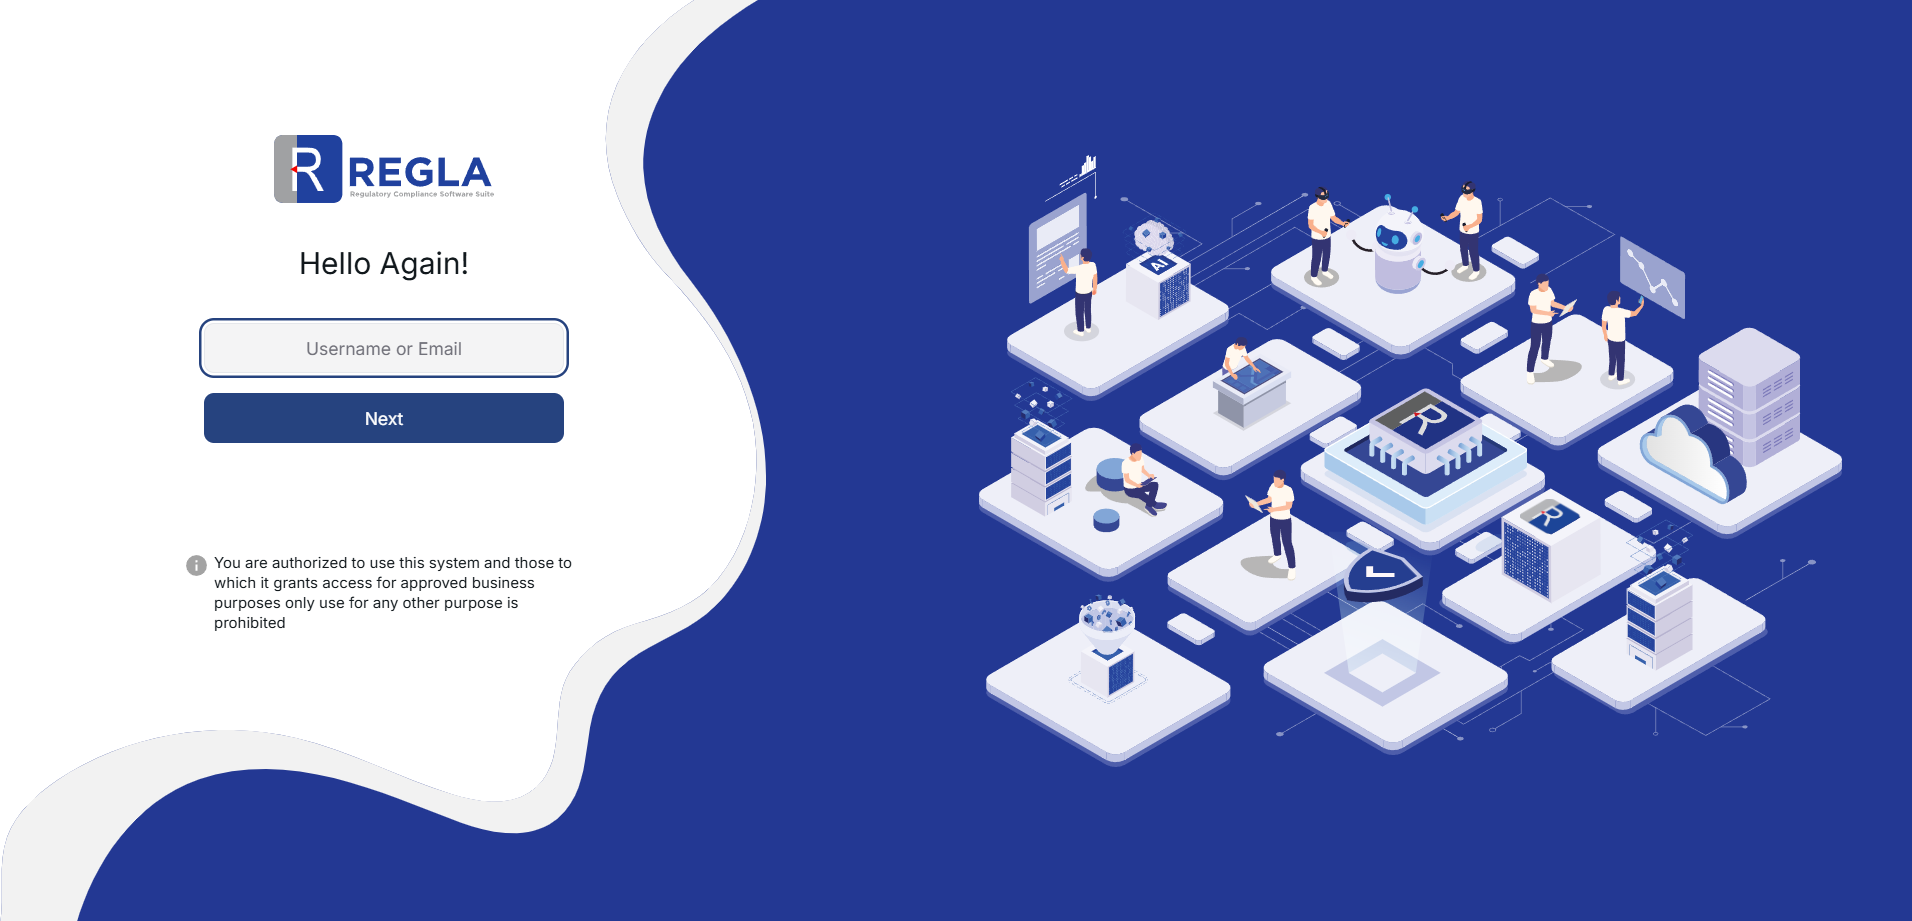 R REGLA
Regulatory Compliance Software Suite
Hello Again!
Username or Email
Next
You are authorized to use this system and those to
which it grants access for approved business
purposes only use for any other purpose is
prohibited
AI
R
R